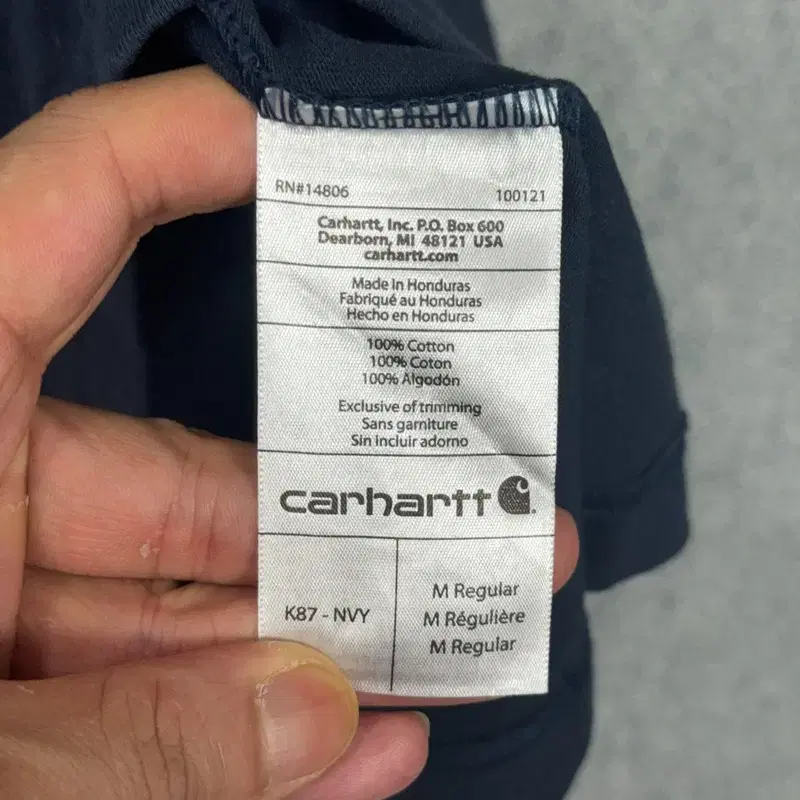 RN#14806 100121
Carhartt, Inc. P.O. Box 600
Dearborn, MI 48121 USA
carhartt.com
Made In Honduras
Fabriqué au Honduras
Hecho en Honduras
100% Cotton
100% Coton
100% Algodón
Exclusive of trimming
Sans garniture
Sin incluir adorno
carhartt
K87 - NVY
M Regular
M Régulière
M Regular